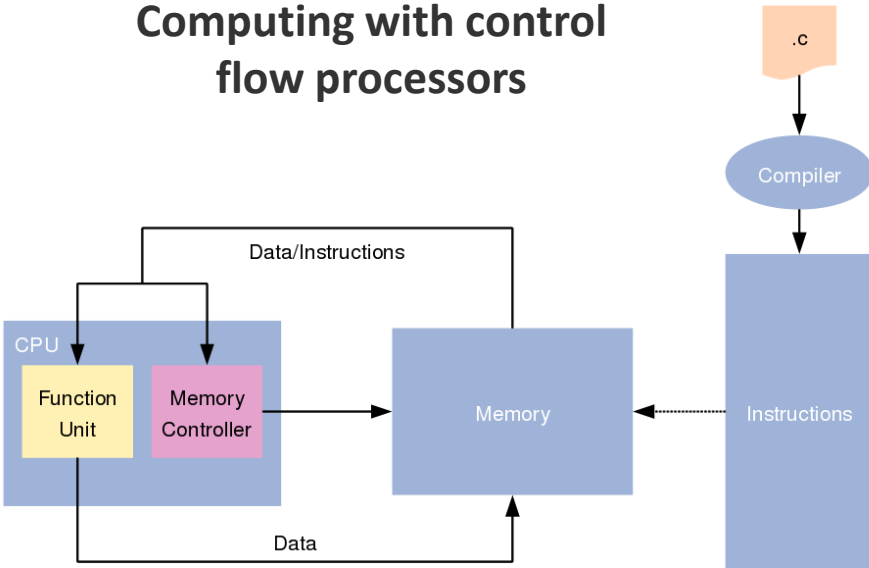 Computing with control
flow processors
.c
Compiler
Data/Instructions
CPU
Function
Unit
Memory
Controller
Memory
Instructions
Data